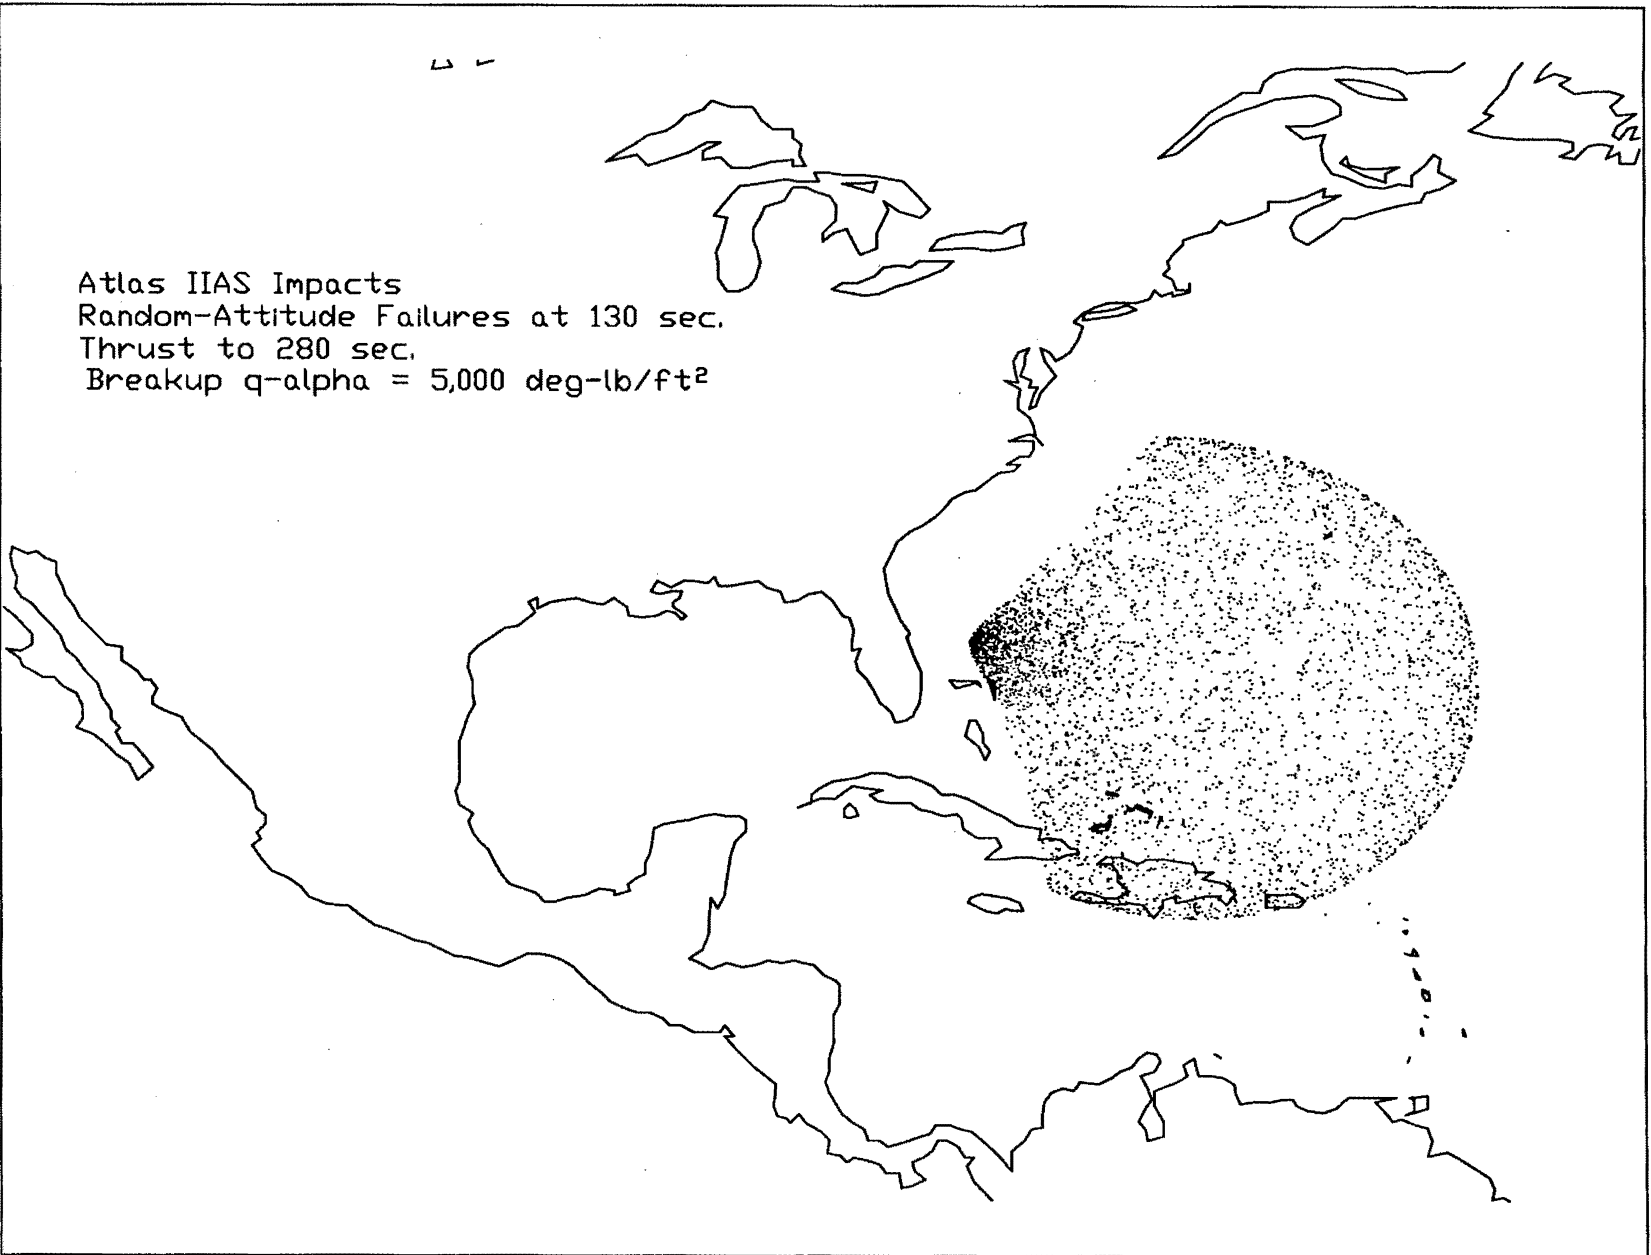 Atlas IIAS Impacts
Random-Attitude Failures at 130 sec.
Thrust to 280 sec.
Breakup q-alpha = 5,000 deg-lb/ft²